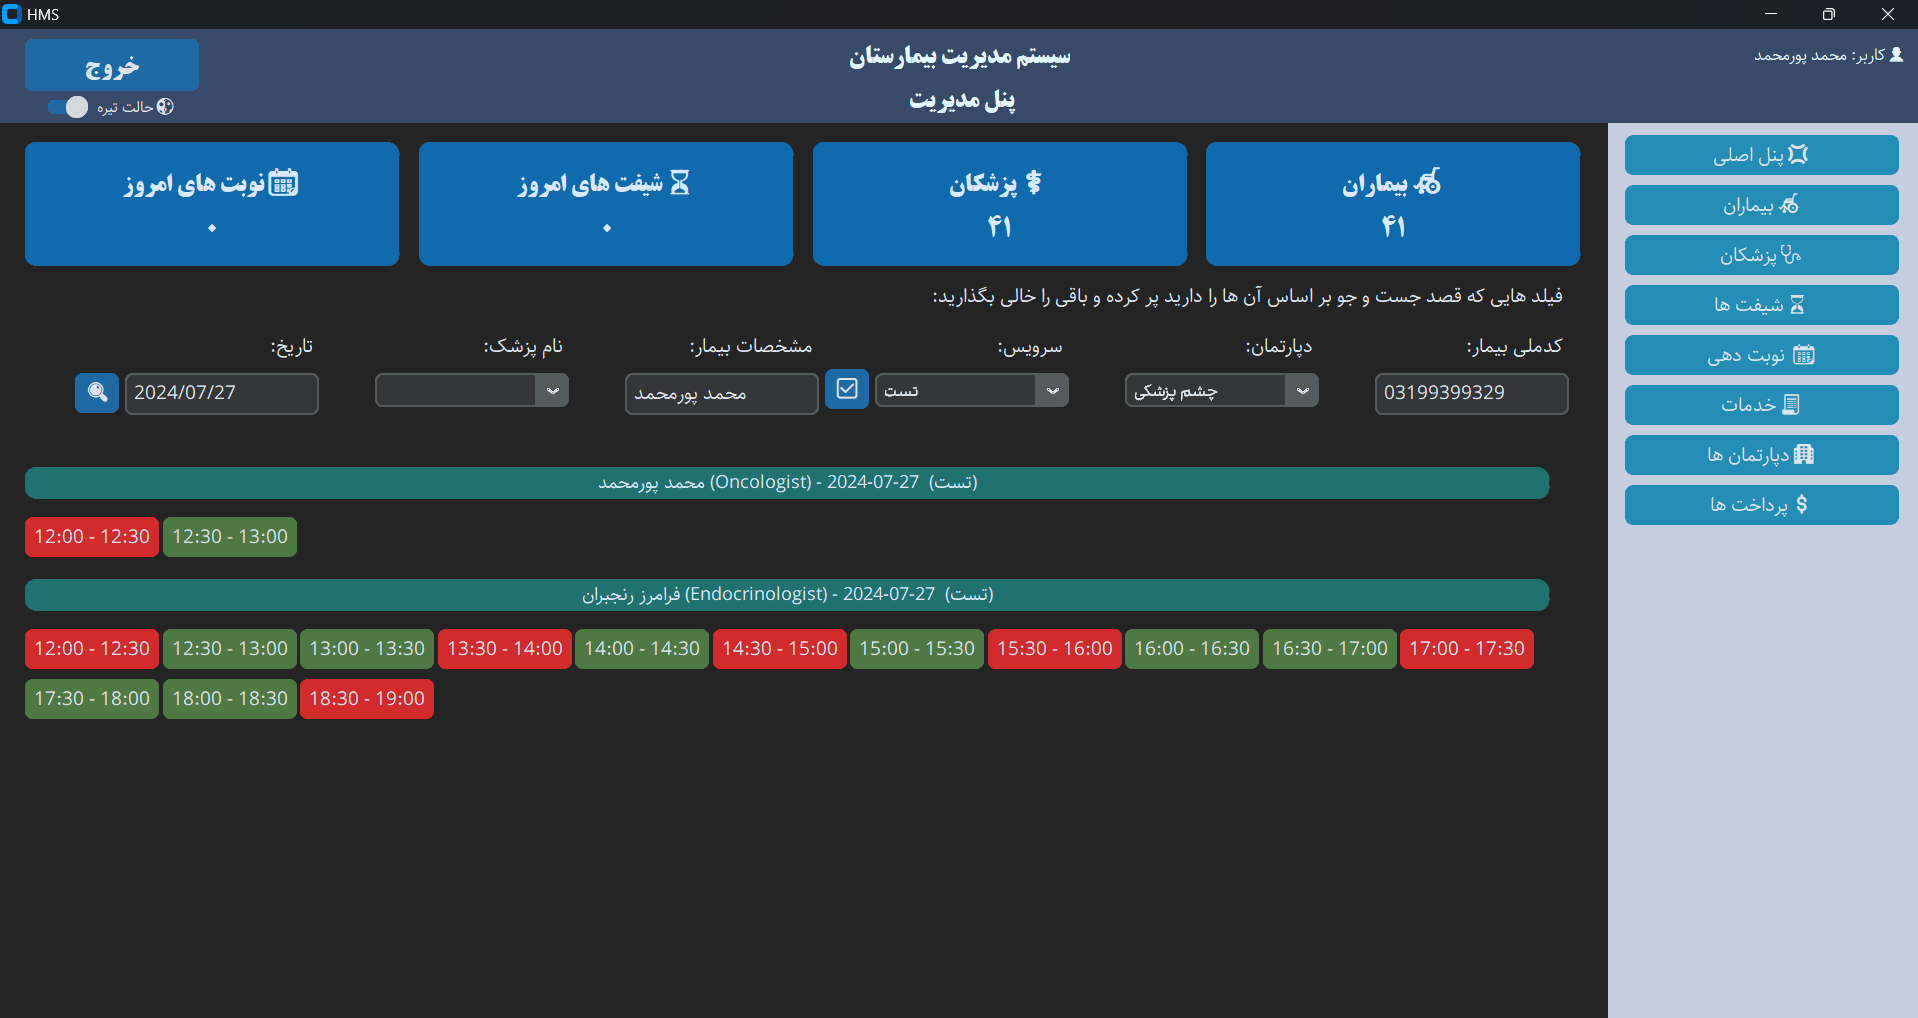 HMS
کاربر: محمد پورمحمد
سیستم مدیریت بیمارستان
پنل مدیریت
خروج
حالت تیره
پنل اصلی
بیماران
پزشکان
شیفت ها
نوبت دهی
خدمات
دپارتمان ها
پرداخت ها
بیماران
۴۱
پزشکان
۴۱
شیفت های امروز
۰
نوبت های امروز
۰
فیلد هایی که قصد جست و جو بر اساس آن ها را دارید پر کرده و باقی را خالی بگذارید:
کدملی بیمار:
03199399329
دپارتمان:
چشم پزشکی
سرویس:
تست
مشخصات بیمار:
محمد پورمحمد
نام پزشک:
تاریخ:
2024/07/27
محمد پورمحمد (Oncologist) - 2024-07-27 (تست)
12:00 - 12:30 12:30 - 13:00
فرامرز رنجبران (Endocrinologist) - 2024-07-27 (تست)
12:00 - 12:30 12:30 - 13:00 13:00 - 13:30 13:30 - 14:00 14:00 - 14:30 14:30 - 15:00 15:00 - 15:30 15:30 - 16:00 16:00 - 16:30 16:30 - 17:00 17:00 - 17:30
17:30 - 18:00 18:00 - 18:30 18:30 - 19:00